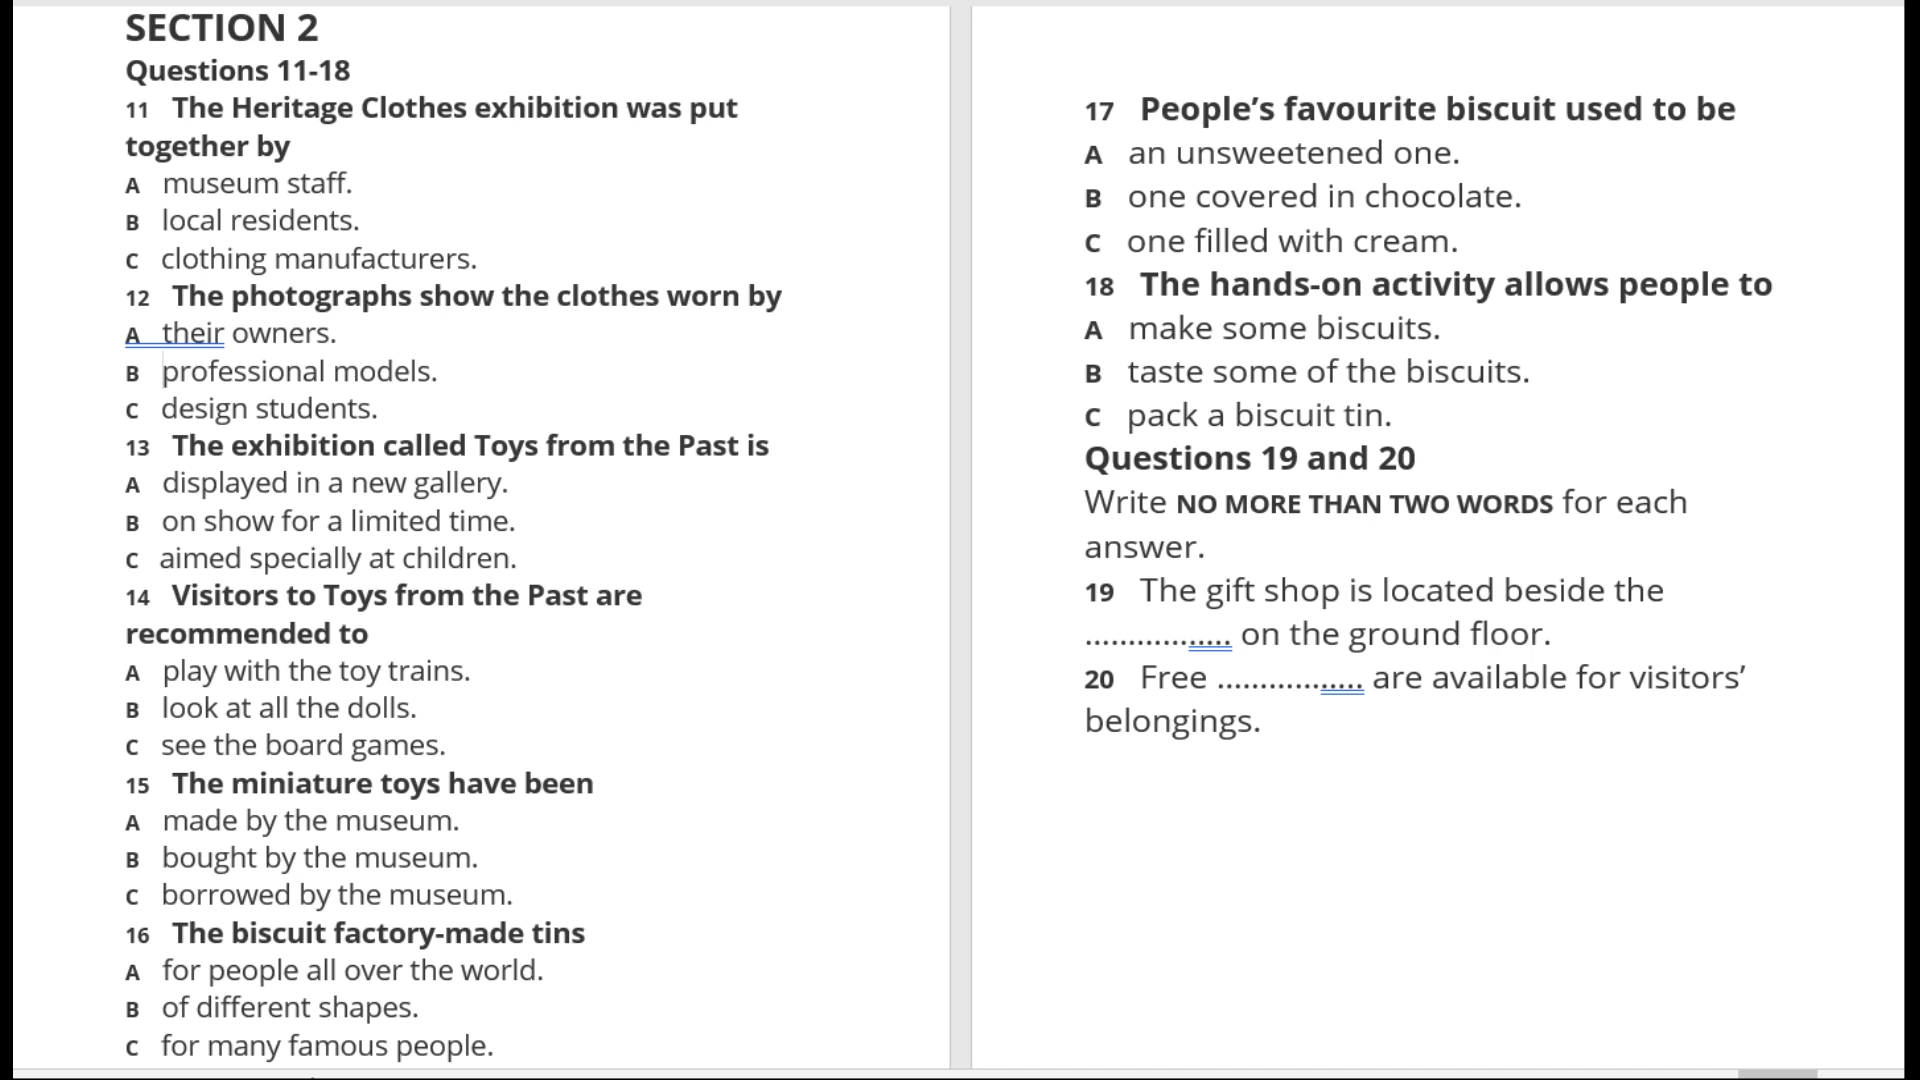 SECTION 2
Questions 11-18
11 The Heritage Clothes exhibition was put
together by
A museum staff.
B local residents.
C clothing manufacturers.
12 The photographs show the clothes worn by
A their owners.
B professional models.
C design students.
13 The exhibition called Toys from the Past is
A displayed in a new gallery.
B on show for a limited time.
C aimed specially at children.
14 Visitors to Toys from the Past are
recommended to
A play with the toy trains.
B look at all the dolls.
C see the board games.
15 The miniature toys have been
A made by the museum.
B bought by the museum.
C borrowed by the museum.
16 The biscuit factory-made tins
A for people all over the world.
B of different shapes.
C for many famous people.
17 People’s favourite biscuit used to be
A an unsweetened one.
B one covered in chocolate.
C one filled with cream.
18 The hands-on activity allows people to
A make some biscuits.
B taste some of the biscuits.
C pack a biscuit tin.
Questions 19 and 20
Write NO MORE THAN TWO WORDS for each
answer.
19 The gift shop is located beside the
................. on the ground floor.
20 Free ................. are available for visitors’
belongings.